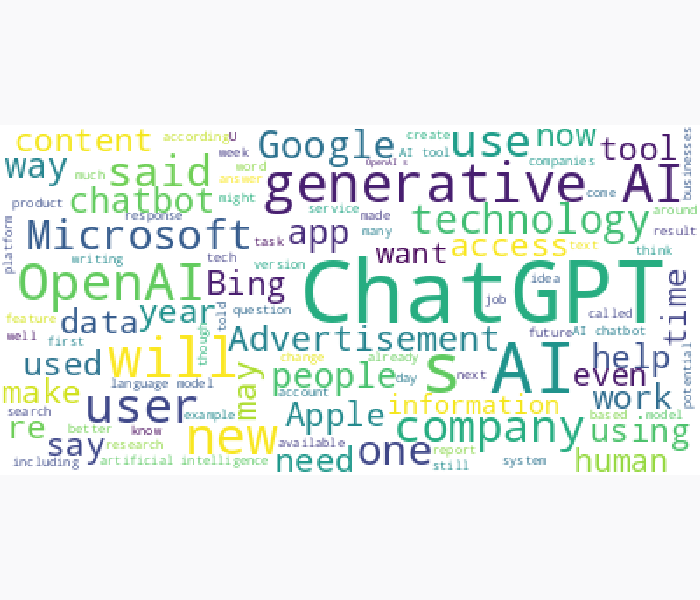 content according U Google create use now tool businesses
way much said week word answer OpenAI s AI tool companies
product chatbot might generative AI come
platform response service made technology around
Microsoft task app many want access text result
writing tech version think
OpenAI Bing ChatGPT idea job time
feature data year told question called
well first though Advertisement future AI chatbot
used will change already s AI help even potential
make language model may people day next work
search user example account Apple information based model
re better know new available one company using
say research report
including artificial intelligence need still system human